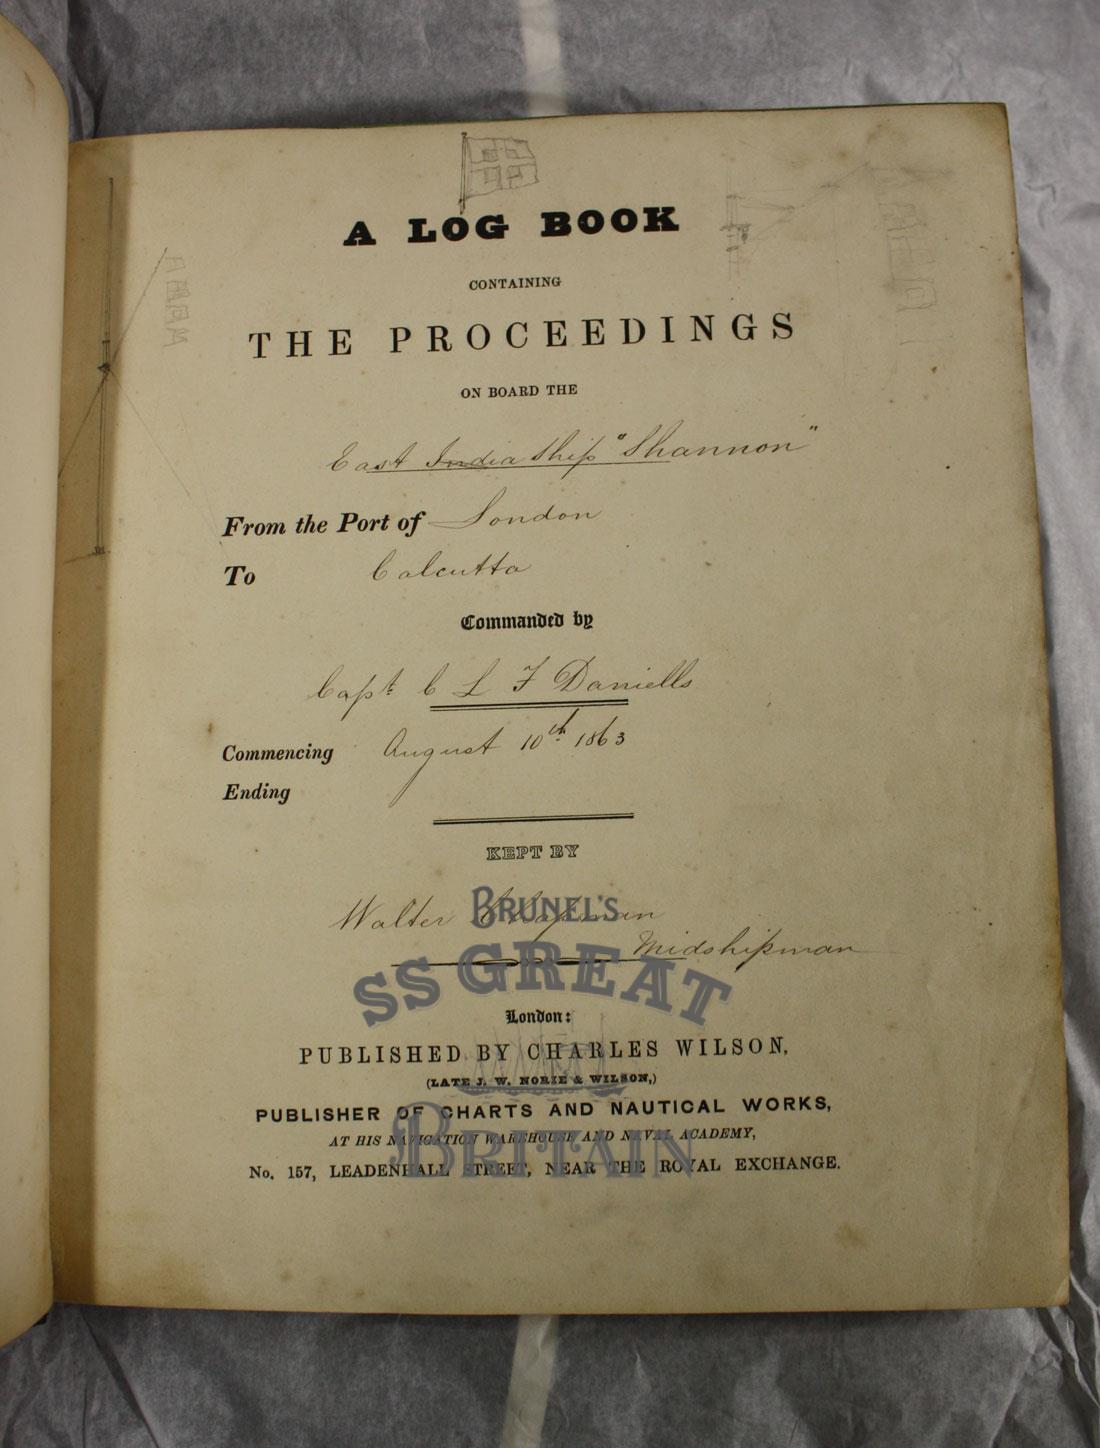 A LOG BOOK
CONTAINING
THE PROCEEDINGS
ON BOARD THE
East India Ship "Shannon"
From the Port of London
To Calcutta
Commanded by
Capt. C L F Daniells
Commencing August 10th. 1863
Ending
KEPT BY
Walter Chapman
Midshipman
BRUNEL'S
SS GREAT
BRITAIN
London:
PUBLISHED BY CHARLES WILSON,
(LATE J. W. NORIE & WILSON,)
PUBLISHER OF CHARTS AND NAUTICAL WORKS,
AT HIS NAVIGATION WAREHOUSE AND NAVAL ACADEMY,
No. 157, LEADENHALL STREET, NEAR THE ROYAL EXCHANGE.